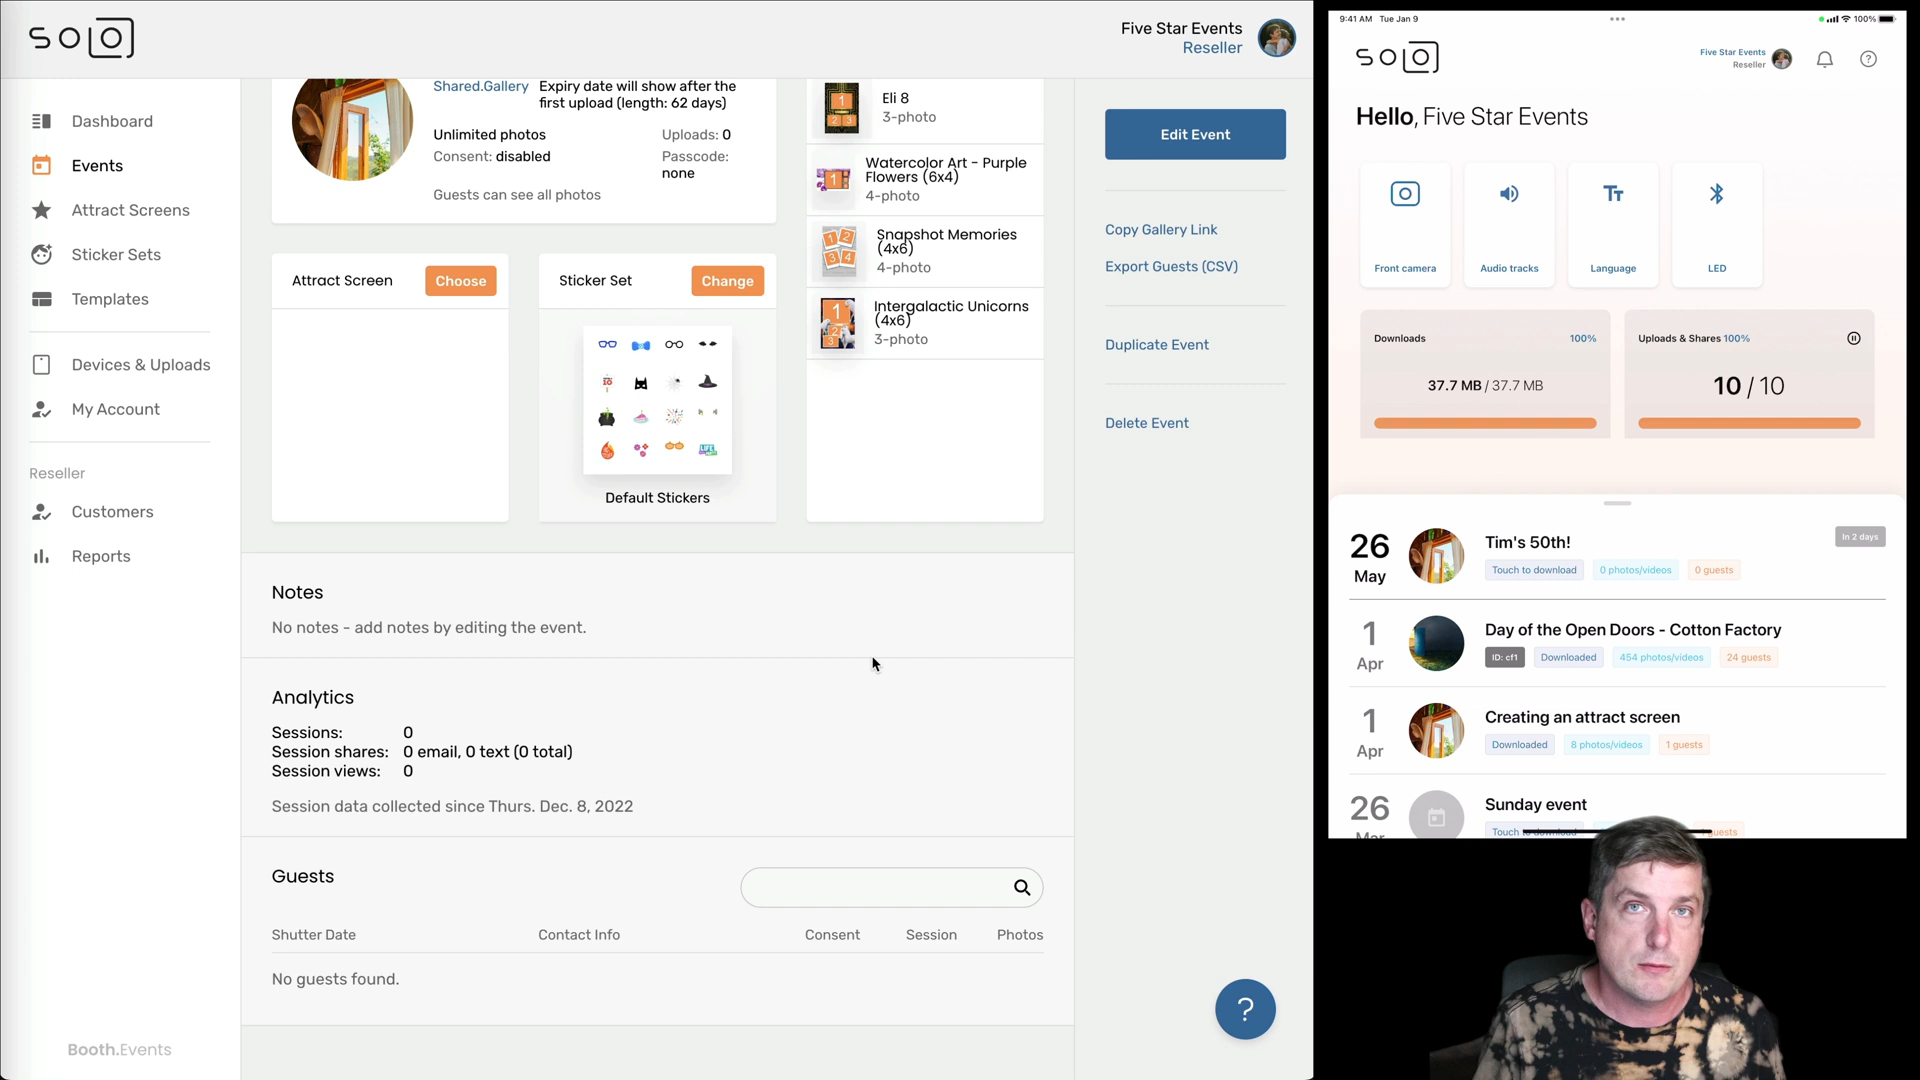 SOLO
Five Star Events
Reseller
Dashboard
Events
Attract Screens
Sticker Sets
Templates
Devices & Uploads
My Account
Reseller
Customers
Reports
Booth.Events
Shared.Gallery
Expiry date will show after the
first upload (length: 62 days)
Unlimited photos
Uploads: 0
Consent: disabled
Passcode:
none
Guests can see all photos
Attract Screen
Choose
Sticker Set
Change
Default Stickers
Eli 8
3-photo
Watercolor Art - Purple
Flowers (6x4)
4-photo
Snapshot Memories
(4x6)
4-photo
Intergalactic Unicorns
(4x6)
3-photo
Notes
No notes - add notes by editing the event.
Analytics
Sessions: 0
Session shares: 0 email, 0 text (0 total)
Session views: 0
Session data collected since Thurs. Dec. 8, 2022
Guests
Shutter Date Contact Info Consent Session Photos
No guests found.
Edit Event
Copy Gallery Link
Export Guests (CSV)
Duplicate Event
Delete Event
?
9:41 AM Tue Jan 9
100%
SOLO
Five Star Events
Reseller
?
Hello, Five Star Events
Front camera
Audio tracks
Tт
Language
LED
Downloads 100%
37.7 MB / 37.7 MB
Uploads & Shares 100%
10 / 10
26
May
Tim's 50th!
In 2 days
Touch to download 0 photos/videos 0 guests
1
Apr
Day of the Open Doors - Cotton Factory
ID: cf1 Downloaded 454 photos/videos 24 guests
1
Apr
Creating an attract screen
Downloaded 8 photos/videos 1 guests
26
Mar
Sunday event
Touch to download guests